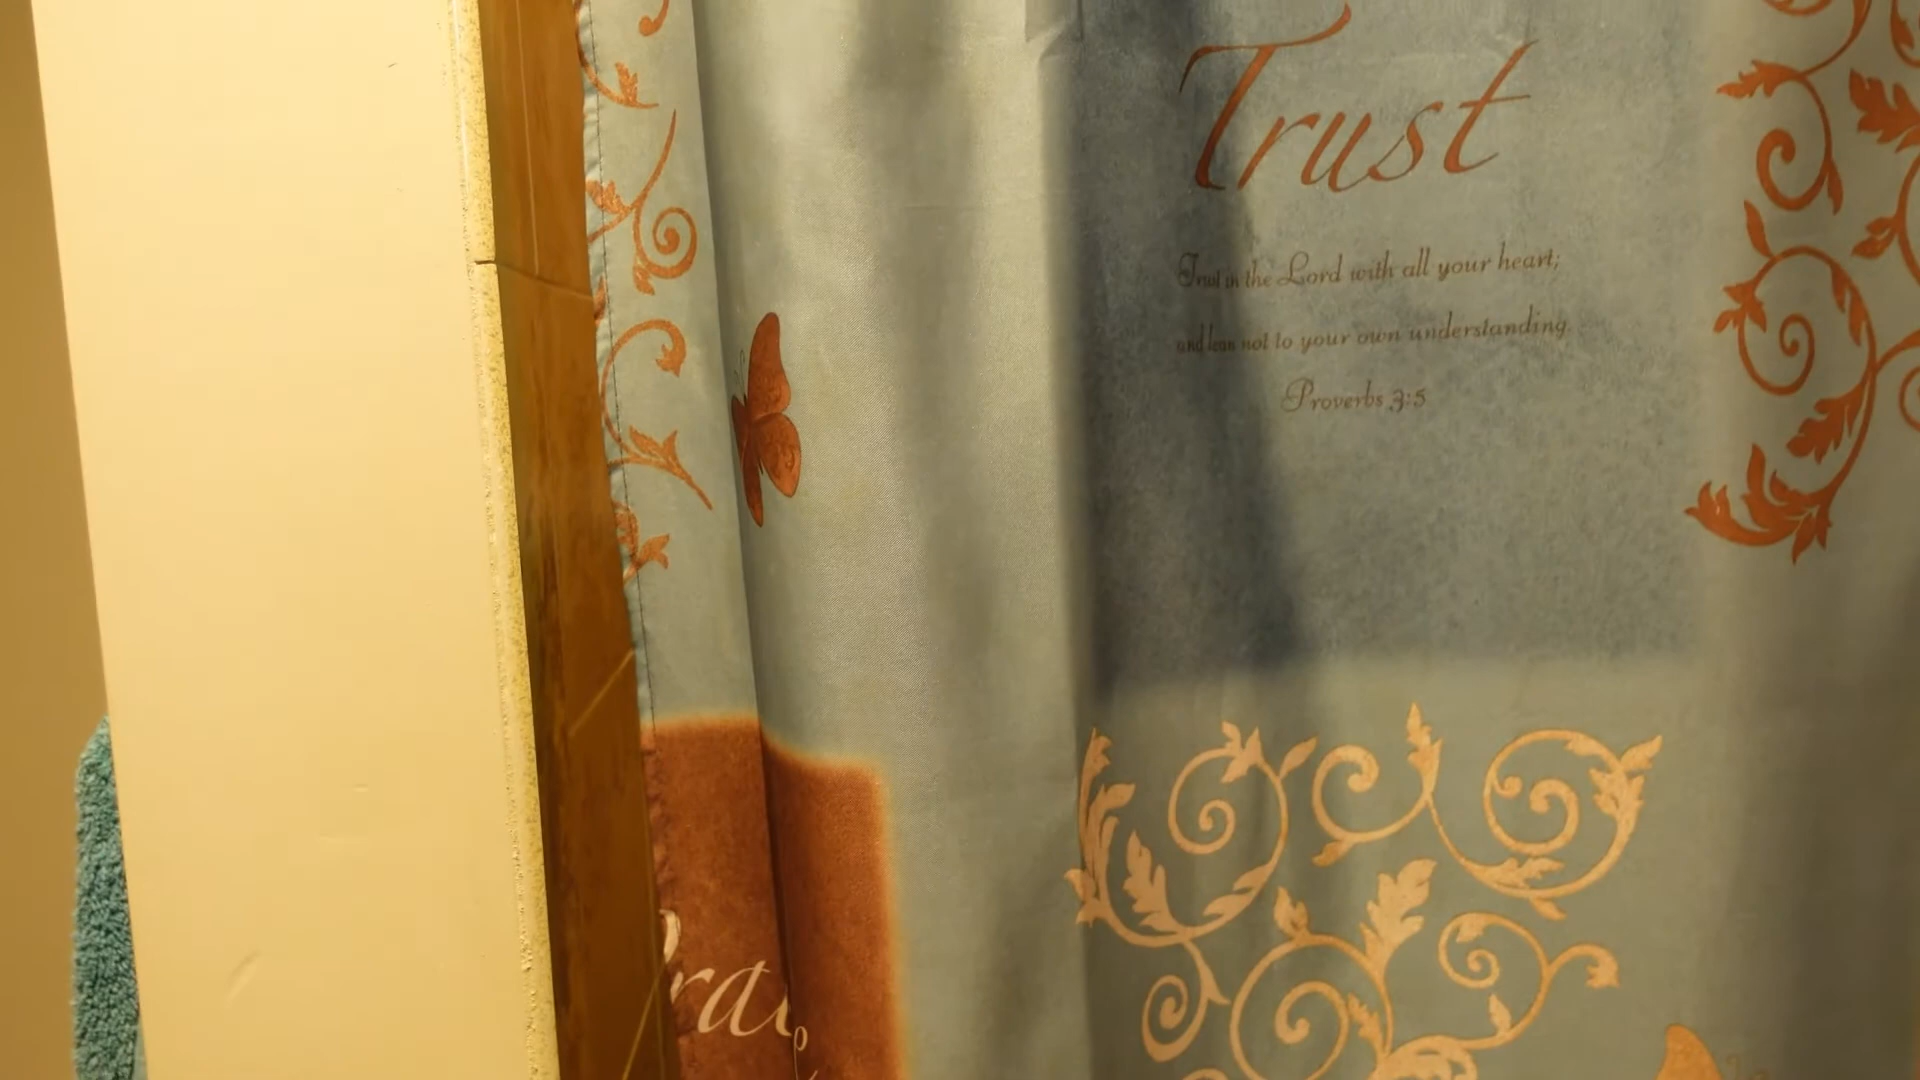 Trust
Trust in the Lord with all your heart;
and lean not to your own understanding.
Proverbs 3:5